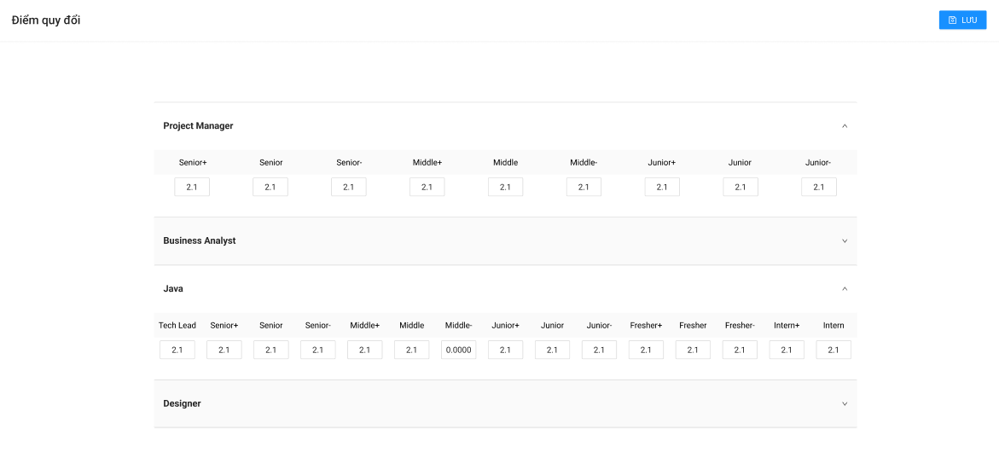 Điểm quy đổi
LƯU
Project Manager
Senior+ Senior Senior- Middle+ Middle Middle- Junior+ Junior Junior-
2.1 2.1 2.1 2.1 2.1 2.1 2.1 2.1 2.1
Business Analyst
Java
Tech Lead Senior+ Senior Senior- Middle+ Middle Middle- Junior+ Junior Junior- Fresher+ Fresher Fresher- Intern+ Intern
2.1 2.1 2.1 2.1 2.1 2.1 0.0000 2.1 2.1 2.1 2.1 2.1 2.1 2.1 2.1
Designer